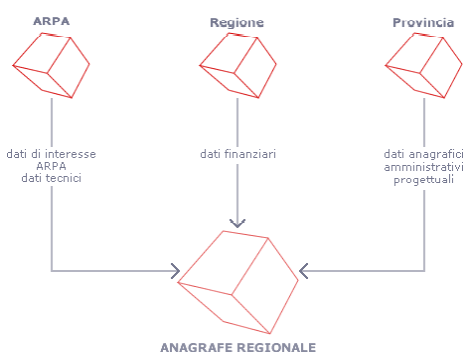 ARPA
Regione
Provincia
dati di interesse
ARPA
dati tecnici
dati finanziari
dati anagrafici
amministrativi
progettuali
ANAGRAFE REGIONALE